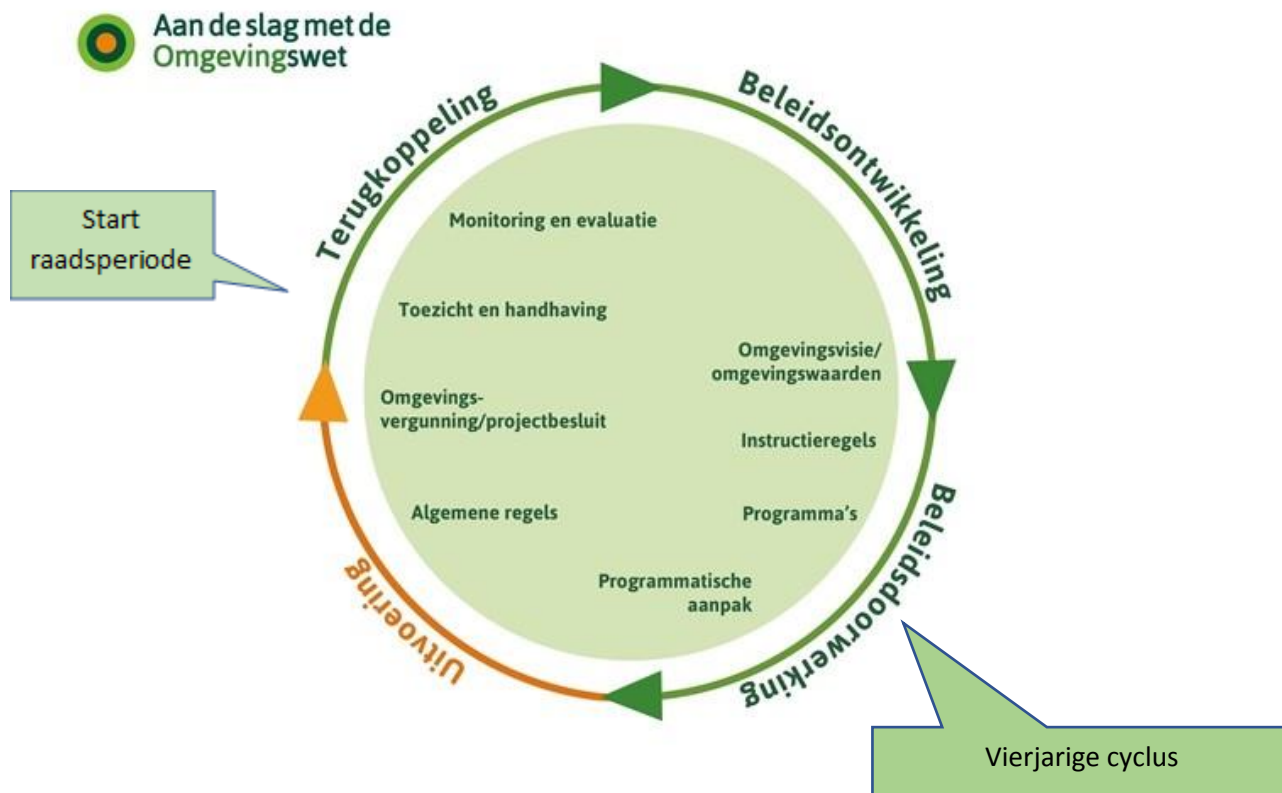 Aan de slag met de
Omgevingswet
Terugkoppeling
Beleidsontwikkeling
Start
raadsperiode
Monitoring en evaluatie
Toezicht en handhaving
Omgevingsvisie/
omgevingswaarden
Omgevings-
vergunning/projectbesluit
Instructieregels
Algemene regels
Programma's
Programmatische
aanpak
Uitvoering
Beleidsdoorwerking
Vierjarige cyclus